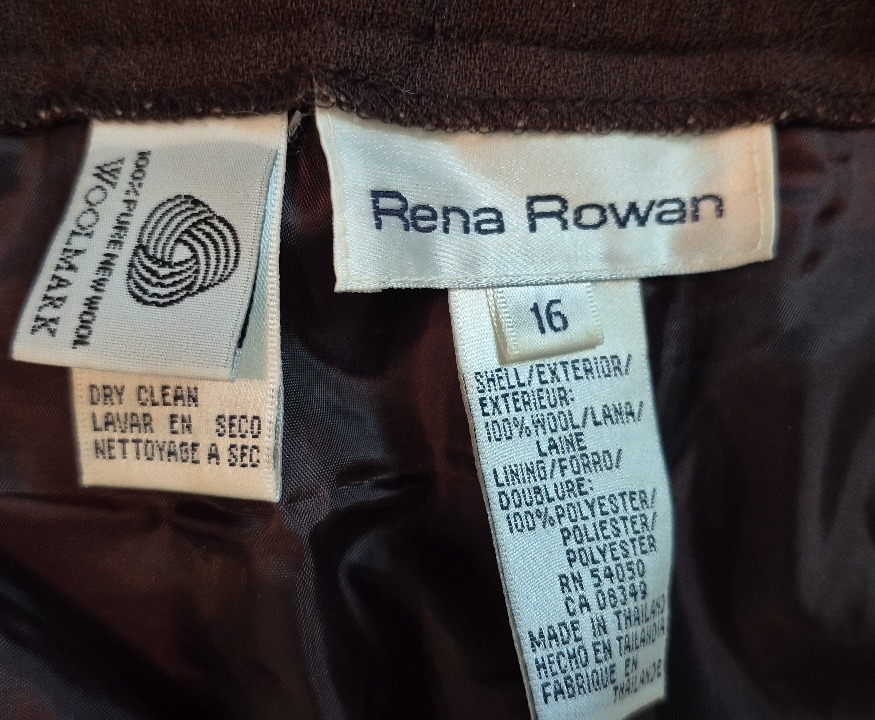 100% PURE NEW WOOL
WOOLMARK
DRY CLEAN
LAVAR EN SECO
NETTOYAGE A SEC
Rena Rowan
16
SHELL/EXTERIOR/
EXTERIEUR:
100%WOOL/LANA/
LAINE
LINING/FORRO/
DOUBLURE:
100%POLYESTER/
POLIESTER/
POLYESTER
RN 54050
CA 08349
MADE IN THAILAND
HECHO EN TAILANDIA
FABRIQUE EN
THAILANDE